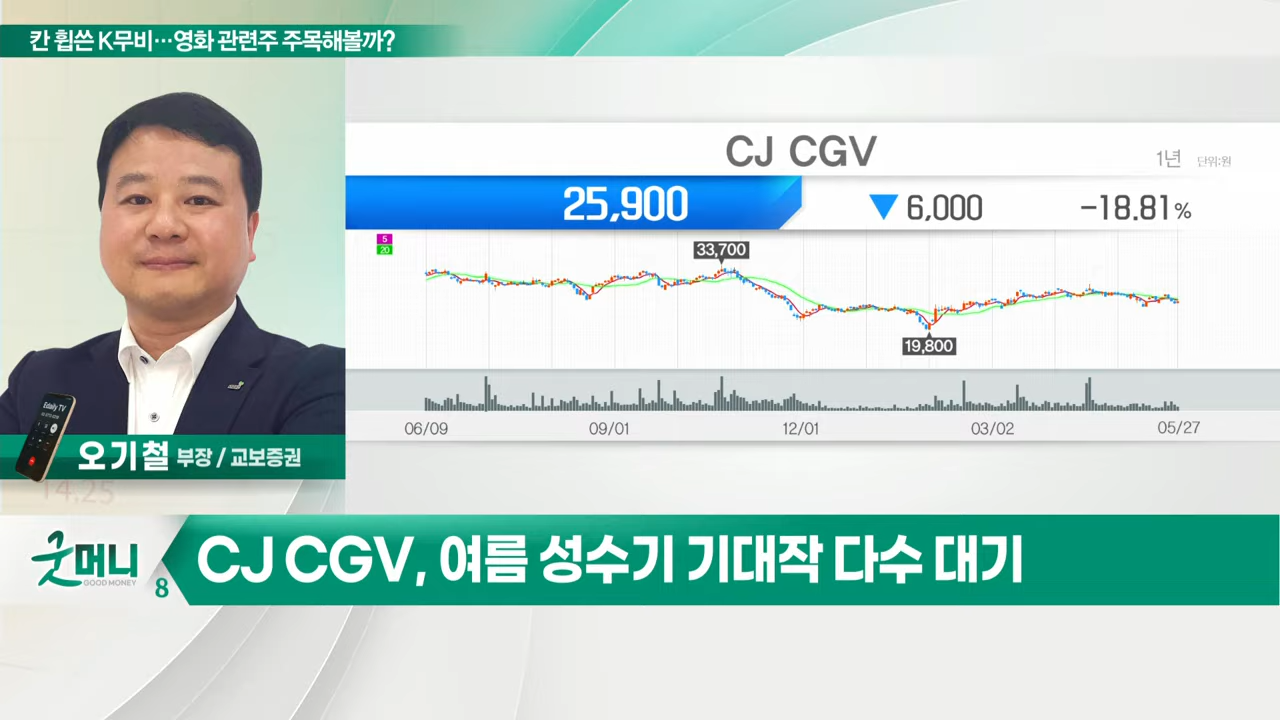 칸 휩쓴 K무비…영화 관련주 주목해볼까?
CJ CGV
1년 단위:원
25,900 ▼ 6,000 -18.81%
5
20
33,700
19,800
06/09 09/01 12/01 03/02 05/27
Edaily TV
오기철 부장 / 교보증권
14.25
굿머니
GOOD MONEY
8
CJ CGV, 여름 성수기 기대작 다수 대기